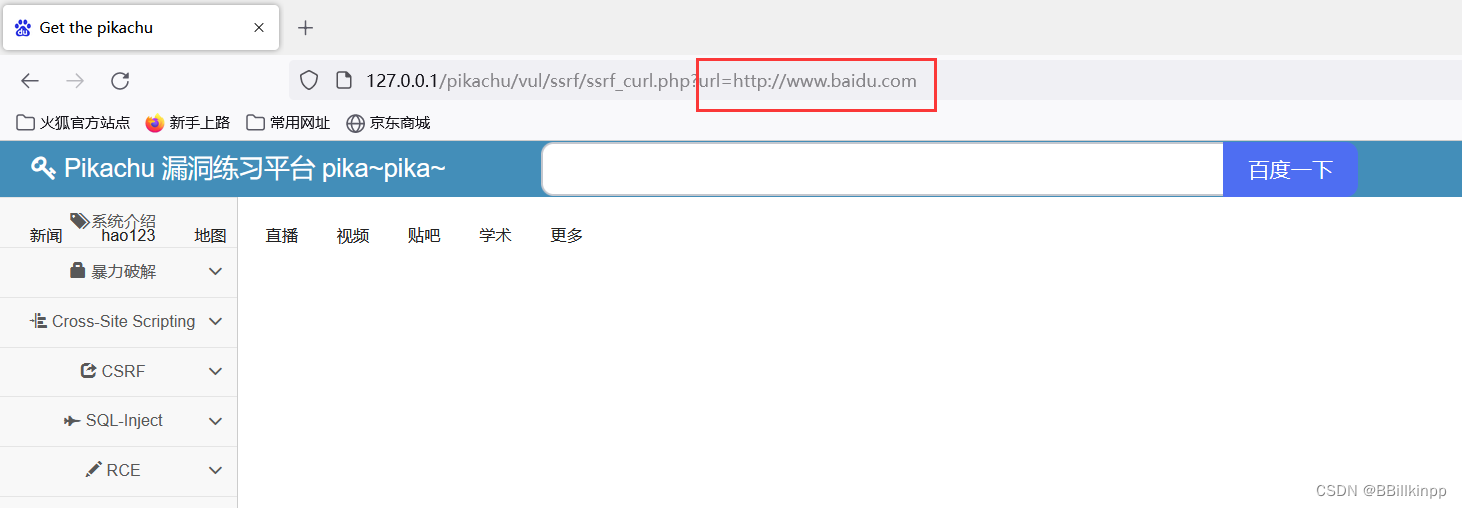 Get the pikachu
127.0.0.1/pikachu/vul/ssrf/ssrf_curl.php?url=http://www.baidu.com
火狐官方站点 新手上路 常用网址 京东商城
Pikachu 漏洞练习平台 pika~pika~ 百度一下
系统介绍
新闻 hao123 地图 直播 视频 贴吧 学术 更多
暴力破解
Cross-Site Scripting
CSRF
SQL-Inject
RCE
CSDN @BBillkinpp